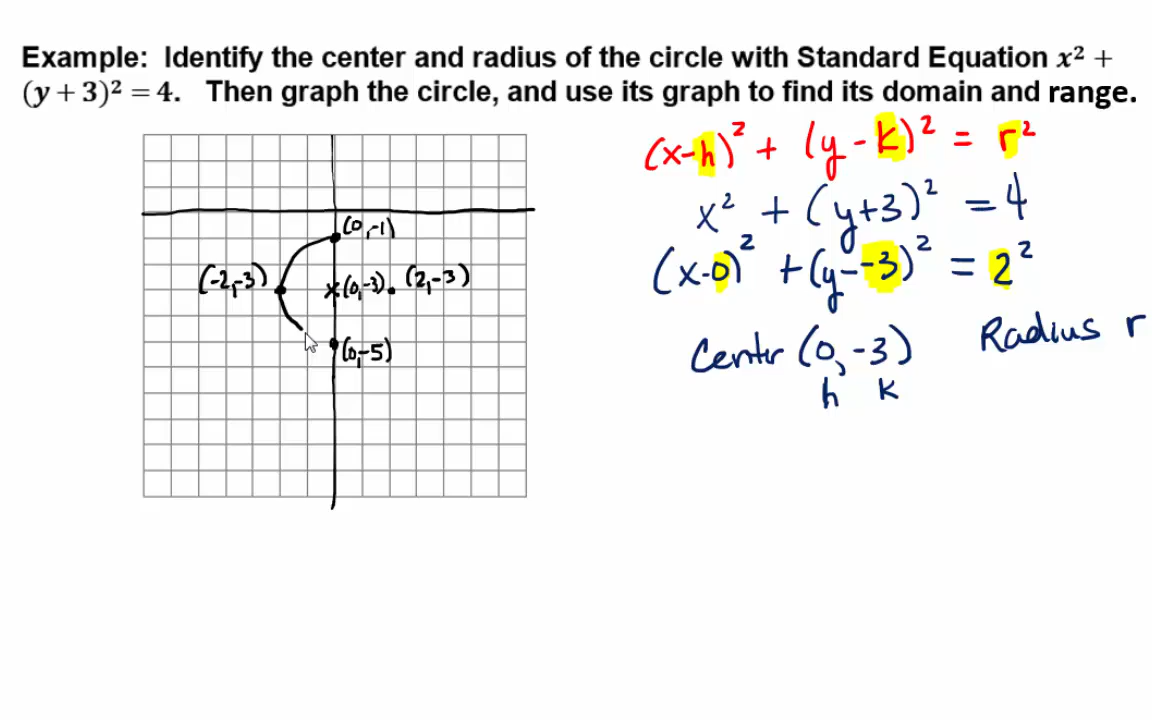 Example: Identify the center and radius of the circle with Standard Equation x² +
(y + 3)² = 4. Then graph the circle, and use its graph to find its domain and range.
(x-h)² + (y-k)² = r²
x² + (y+3)² = 4
(x-0)² + (y--3)² = 2²
Center (0,-3) Radius r
h k
(0,-1)
(-2,-3) x(0,-3). (2,-3)
(0,-5)